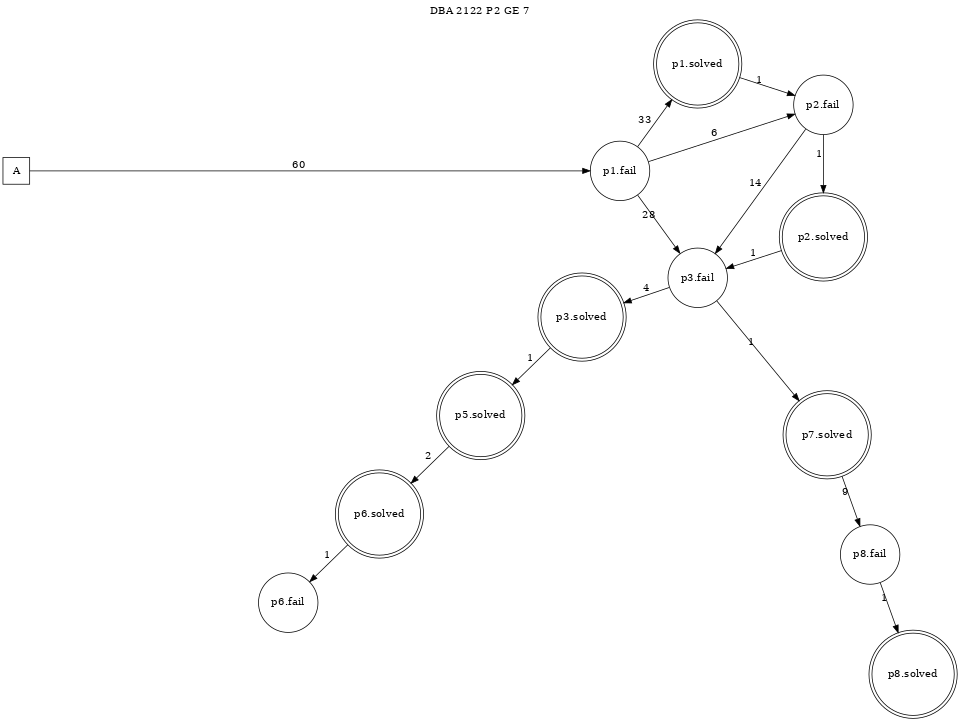 DBA 2122 P2 GE 7
p1.solved
1
p2.fail
33
6
A
60
p1.fail
1
14
28
p2.solved
1
p3.fail
4
p3.solved
1
1
p5.solved
p7.solved
2
9
p6.solved
1
p8.fail
p6.fail
1
p8.solved